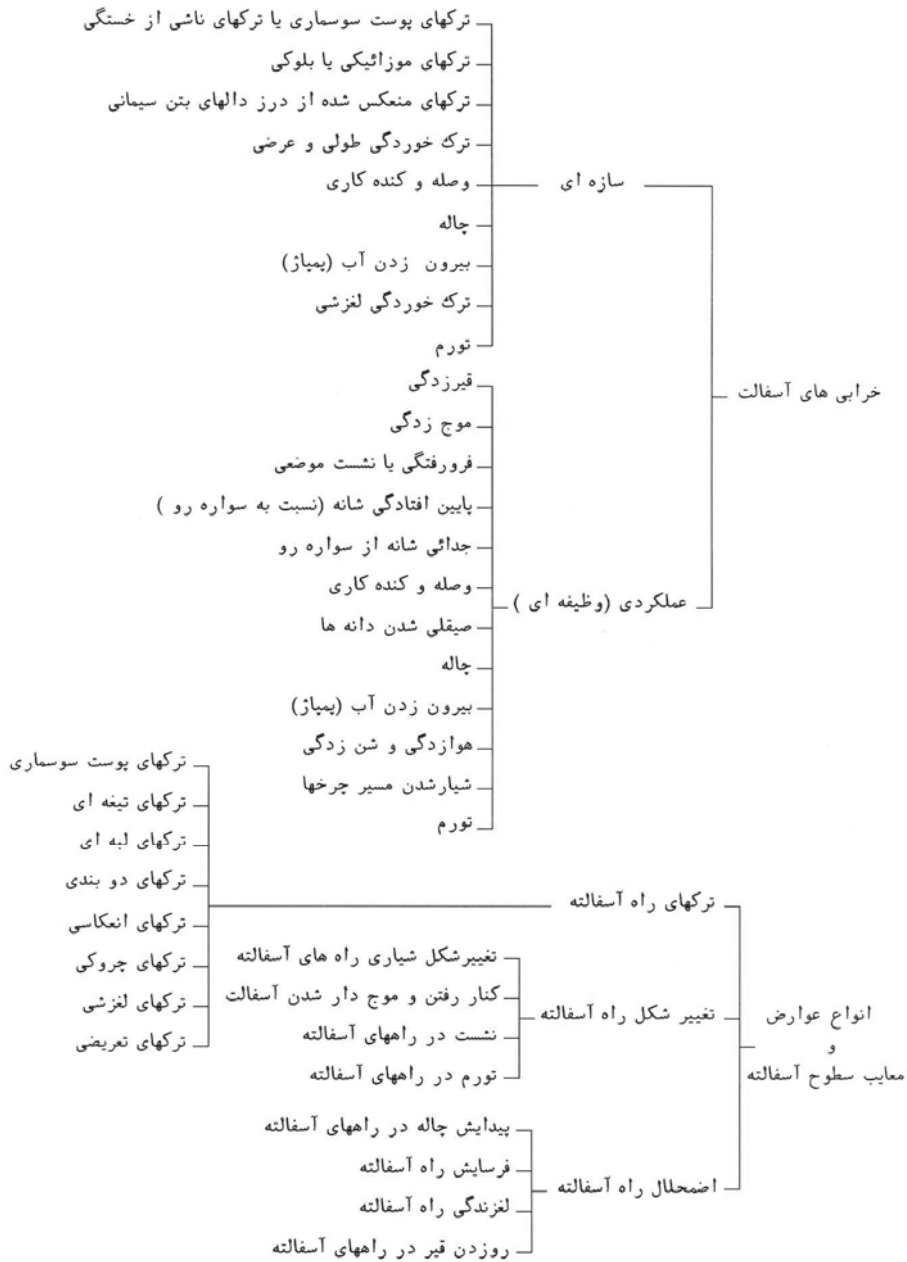 خرابی های آسفالت
سازه ای
ترکهای پوست سوسماری یا ترکهای ناشی از خستگی
ترکهای موزائیکی یا بلوکی
ترکهای منعکس شده از درز دالهای بتن سیمانی
ترک خوردگی طولی و عرضی
وصله و کنده کاری
چاله
بیرون زدن آب (پمپاژ)
ترک خوردگی لغزشی
تورم
عملکردی (وظیفه ای )
قیرزدگی
موج زدگی
فرورفتگی یا نشست موضعی
پایین افتادگی شانه (نسبت به سواره رو )
جدائی شانه از سواره رو
وصله و کنده کاری
صیقلی شدن دانه ها
چاله
بیرون زدن آب (پمپاژ)
هوازدگی و شن زدگی
شیارشدن مسیر چرخها
تورم
انواع عوارض
و
معایب سطوح آسفالته
ترکهای راه آسفالته
ترکهای پوست سوسماری
ترکهای تیغه ای
ترکهای لبه ای
ترکهای دو بندی
ترکهای انعکاسی
ترکهای چروکی
ترکهای لغزشی
ترکهای تعریضی
تغییر شکل راه آسفالته
تغییرشکل شیاری راه های آسفالته
کنار رفتن و موج دار شدن آسفالت
نشست در راههای آسفالته
تورم در راههای آسفالته
اضمحلال راه آسفالته
پیدایش چاله در راههای آسفالته
فرسایش راه آسفالته
لغزندگی راه آسفالته
روزدن قیر در راههای آسفالته